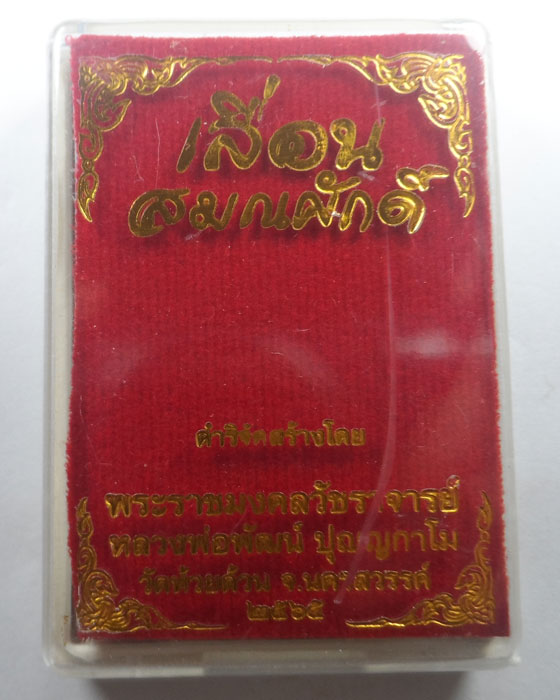 เลื่อน
สมณศักดิ์
ดำริจัดสร้างโดย
พระราชมงคลวัชราจารย์
หลวงพ่อพัฒน์ ปุญฺญกาโม
วัดห้วยด้วน จ.นครสวรรค์
๒๕๖๕